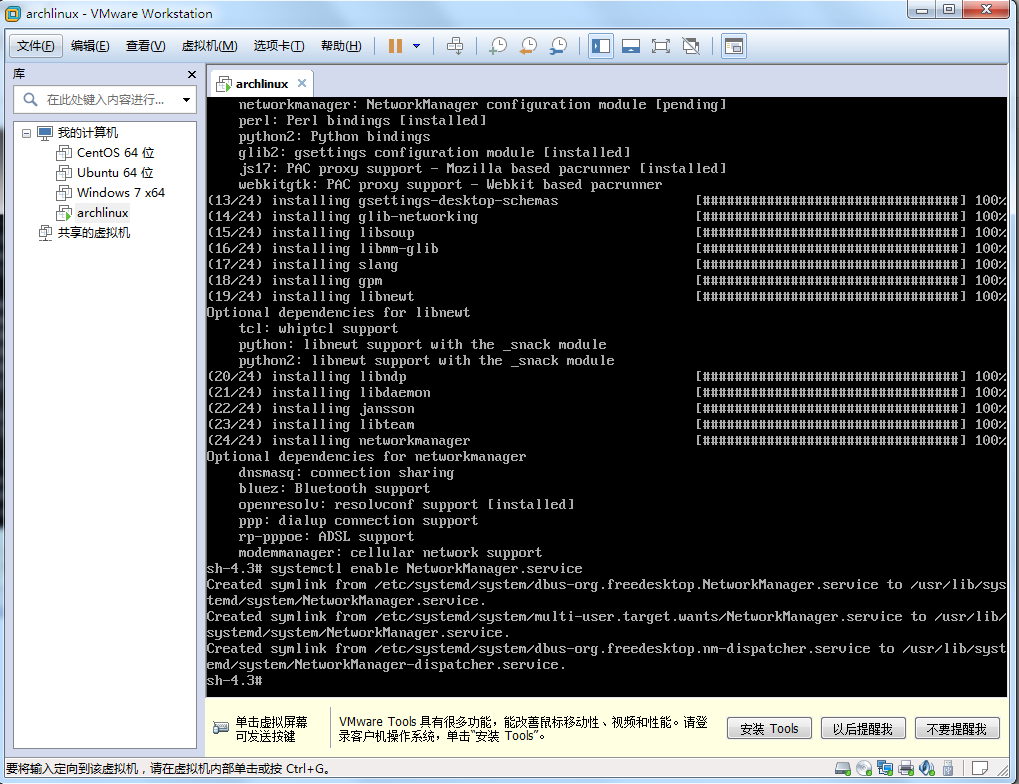 archlinux - VMware Workstation
文件(F) 编辑(E) 查看(V) 虚拟机(M) 选项卡(T) 帮助(H)
库
在此处键入内容进行...
我的计算机
CentOS 64 位
Ubuntu 64 位
Windows 7 x64
archlinux
共享的虚拟机
archlinux
networkmanager: NetworkManager configuration module [pending]
perl: Perl bindings [installed]
python2: Python bindings
glib2: gsettings configuration module [installed]
js17: PAC proxy support - Mozilla based pacrunner [installed]
webkitgtk: PAC proxy support - Webkit based pacrunner
(13/24) installing gsettings-desktop-schemas [################################] 100%
(14/24) installing glib-networking [################################] 100%
(15/24) installing libsoup [################################] 100%
(16/24) installing libmm-glib [################################] 100%
(17/24) installing slang [################################] 100%
(18/24) installing gpm [################################] 100%
(19/24) installing libnewt [################################] 100%
Optional dependencies for libnewt
tcl: whiptcl support
python: libnewt support with the _snack module
python2: libnewt support with the _snack module
(20/24) installing libndp [################################] 100%
(21/24) installing libdaemon [################################] 100%
(22/24) installing jansson [################################] 100%
(23/24) installing libteam [################################] 100%
(24/24) installing networkmanager [################################] 100%
Optional dependencies for networkmanager
dnsmasq: connection sharing
bluez: Bluetooth support
openresolv: resolvconf support [installed]
ppp: dialup connection support
rp-pppoe: ADSL support
modemmanager: cellular network support
sh-4.3# systemctl enable NetworkManager.service
Created symlink from /etc/systemd/system/dbus-org.freedesktop.NetworkManager.service to /usr/lib/sys
temd/system/NetworkManager.service.
Created symlink from /etc/systemd/system/multi-user.target.wants/NetworkManager.service to /usr/lib/
systemd/system/NetworkManager.service.
Created symlink from /etc/systemd/system/dbus-org.freedesktop.nm-dispatcher.service to /usr/lib/syst
emd/system/NetworkManager-dispatcher.service.
sh-4.3#
单击虚拟屏幕
可发送按键
VMware Tools 具有很多功能，能改善鼠标移动性、视频和性能。请登
录客户机操作系统，单击“安装 Tools”。
安装 Tools
以后提醒我
不要提醒我
要将输入定向到该虚拟机，请在虚拟机内部单击或按 Ctrl+G。